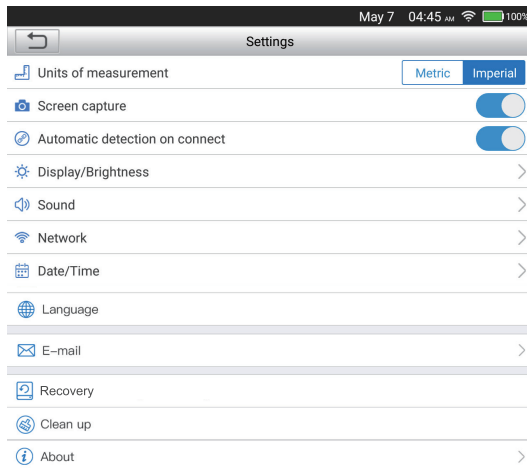 May 7 04:45 AM 100%
Settings
Units of measurement Metric Imperial
Screen capture
Automatic detection on connect
Display/Brightness
Sound
Network
Date/Time
Language
E-mail
Recovery
Clean up
About